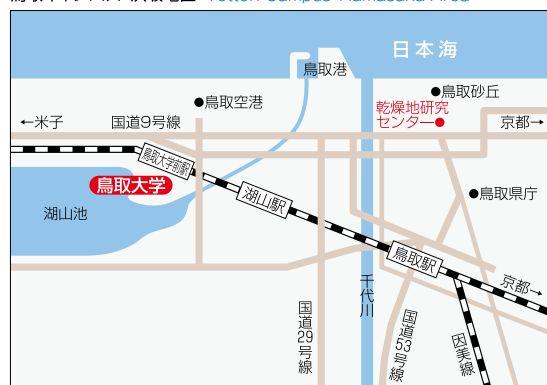 鳥取キャンパス 浜坂地区 Tottori Campus Hamasaka Area
日本海
鳥取港
鳥取砂丘
鳥取空港
乾燥地研究
センター
←米子
国道9号線
京都→
鳥取大学前駅
鳥取大学
湖山駅
鳥取県庁
湖山池
鳥取駅
千代川
京都→
国道29号線
国道53号線
因美線